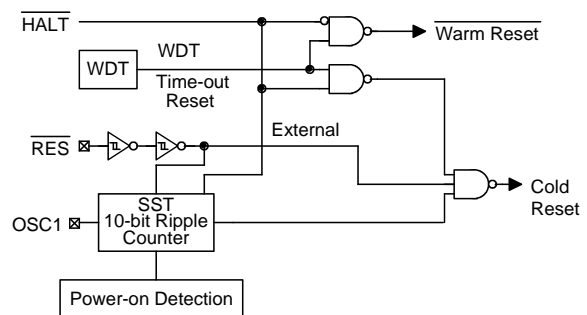 HALT
WDT
WDT
Time-out
Reset
Warm Reset
RES
External
SST
10-bit Ripple
Counter
OSC1
Cold
Reset
Power-on Detection